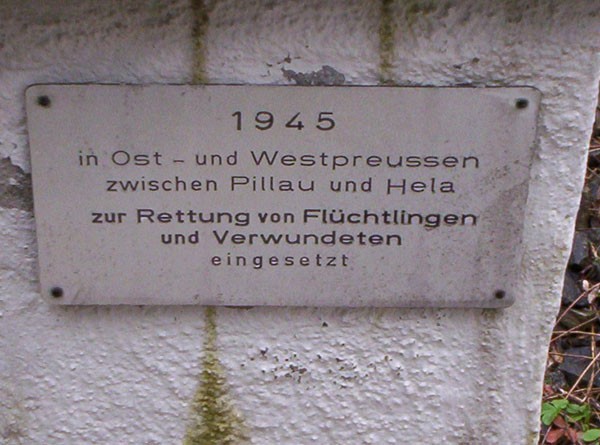 1945
in Ost - und Westpreussen
zwischen Pillau und Hela
zur Rettung von Flüchtlingen
und Verwundeten
eingesetzt